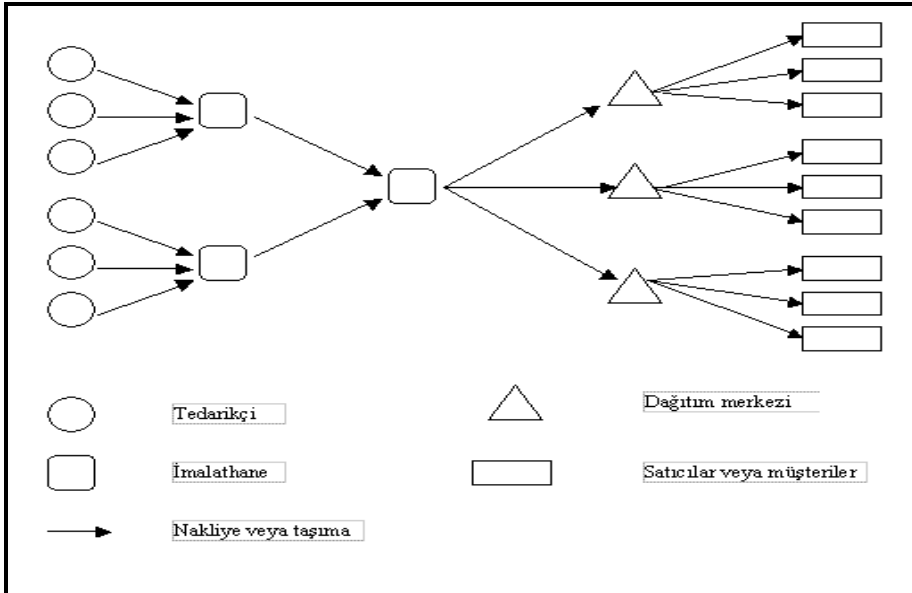 Tedarikçi
Dağıtım merkezi
İmalathane
Satıcılar veya müşteriler
Nakliye veya taşıma